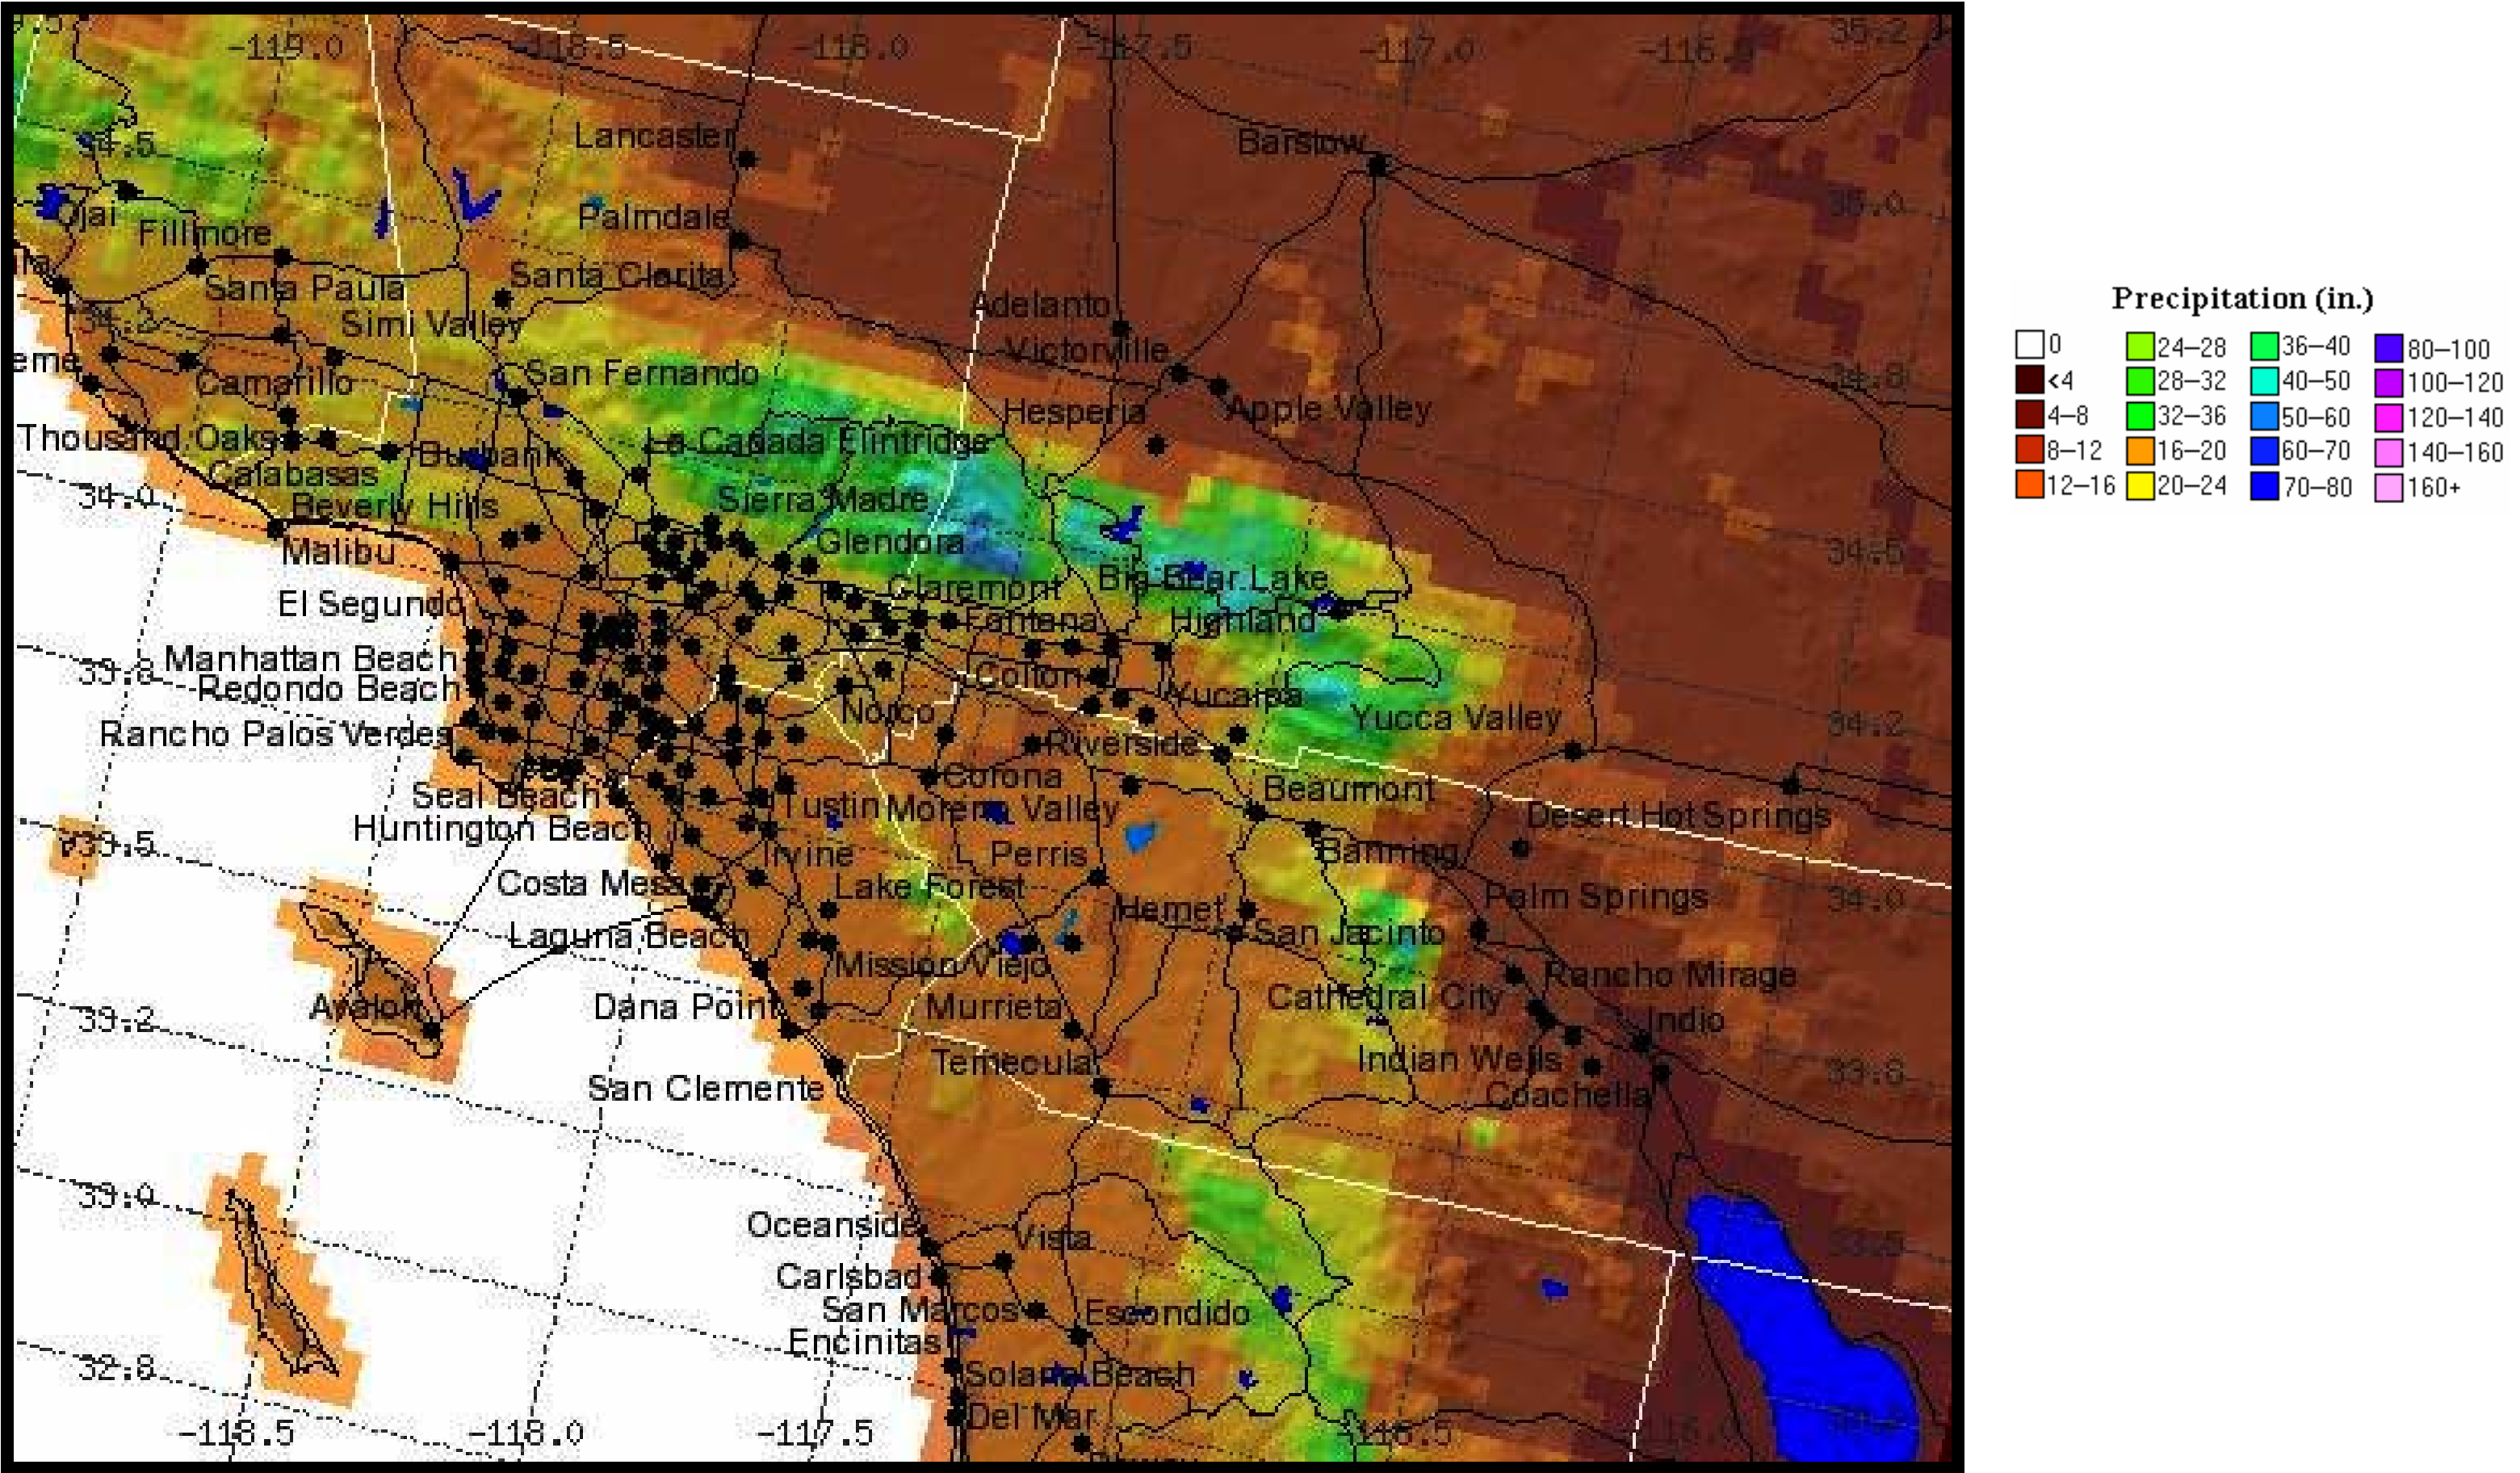 -119.0
-118.5
-118.0
-117.5
-117.0
-116.5
35.2
Lancaster
Barstow
34.5
Palmdale
35.0
Ojai
Fillmore
Santa Clarita
Santa Paula
Adelanto
34.2
Simi Valley
Victorville
eme
San Fernando
34.8
Camarillo
Hesperia
Apple Valley
Thousand Oaks
Burbank
La Canada Flintridge
Calabasas
34.0
Beverly Hills
Sierra Madre
Malibu
Glendora
34.5
Claremont
Big Bear Lake
El Segundo
Fontana
Highland
33.8
Manhattan Beach
Colton
Redondo Beach
Yucaipa
Norco
Yucca Valley
34.2
Rancho Palos Verdes
Riverside
Corona
Seal Beach
Tustin
Moreno Valley
Beaumont
Desert Hot Springs
Huntington Beach
33.5
Irvine
Perris
Banning
Costa Mesa
Lake Forest
Palm Springs
34.0
Hemet
Laguna Beach
San Jacinto
Mission Viejo
Rancho Mirage
Avalon
Dana Point
Murrieta
Cathedral City
33.2
Indio
Temecula
Indian Wells
33.8
San Clemente
Coachella
33.0
Oceanside
Vista
33.5
Carlsbad
San Marcos
Escondido
Encinitas
32.8
Solana Beach
Del Mar
-118.5
-118.0
-117.5
-116.5
Precipitation (in.)
0
<4
4–8
8–12
12–16
24–28
28–32
32–36
16–20
20–24
36–40
40–50
50–60
60–70
70–80
80–100
100–120
120–140
140–160
160+